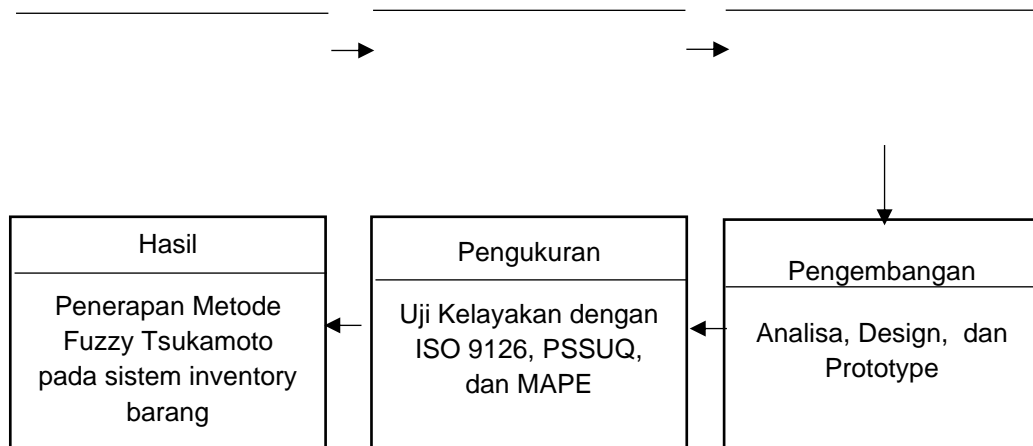 Hasil
Penerapan Metode
Fuzzy Tsukamoto
pada sistem inventory
barang
Pengukuran
Uji Kelayakan dengan
ISO 9126, PSSUQ,
dan MAPE
Pengembangan
Analisa, Design, dan
Prototype